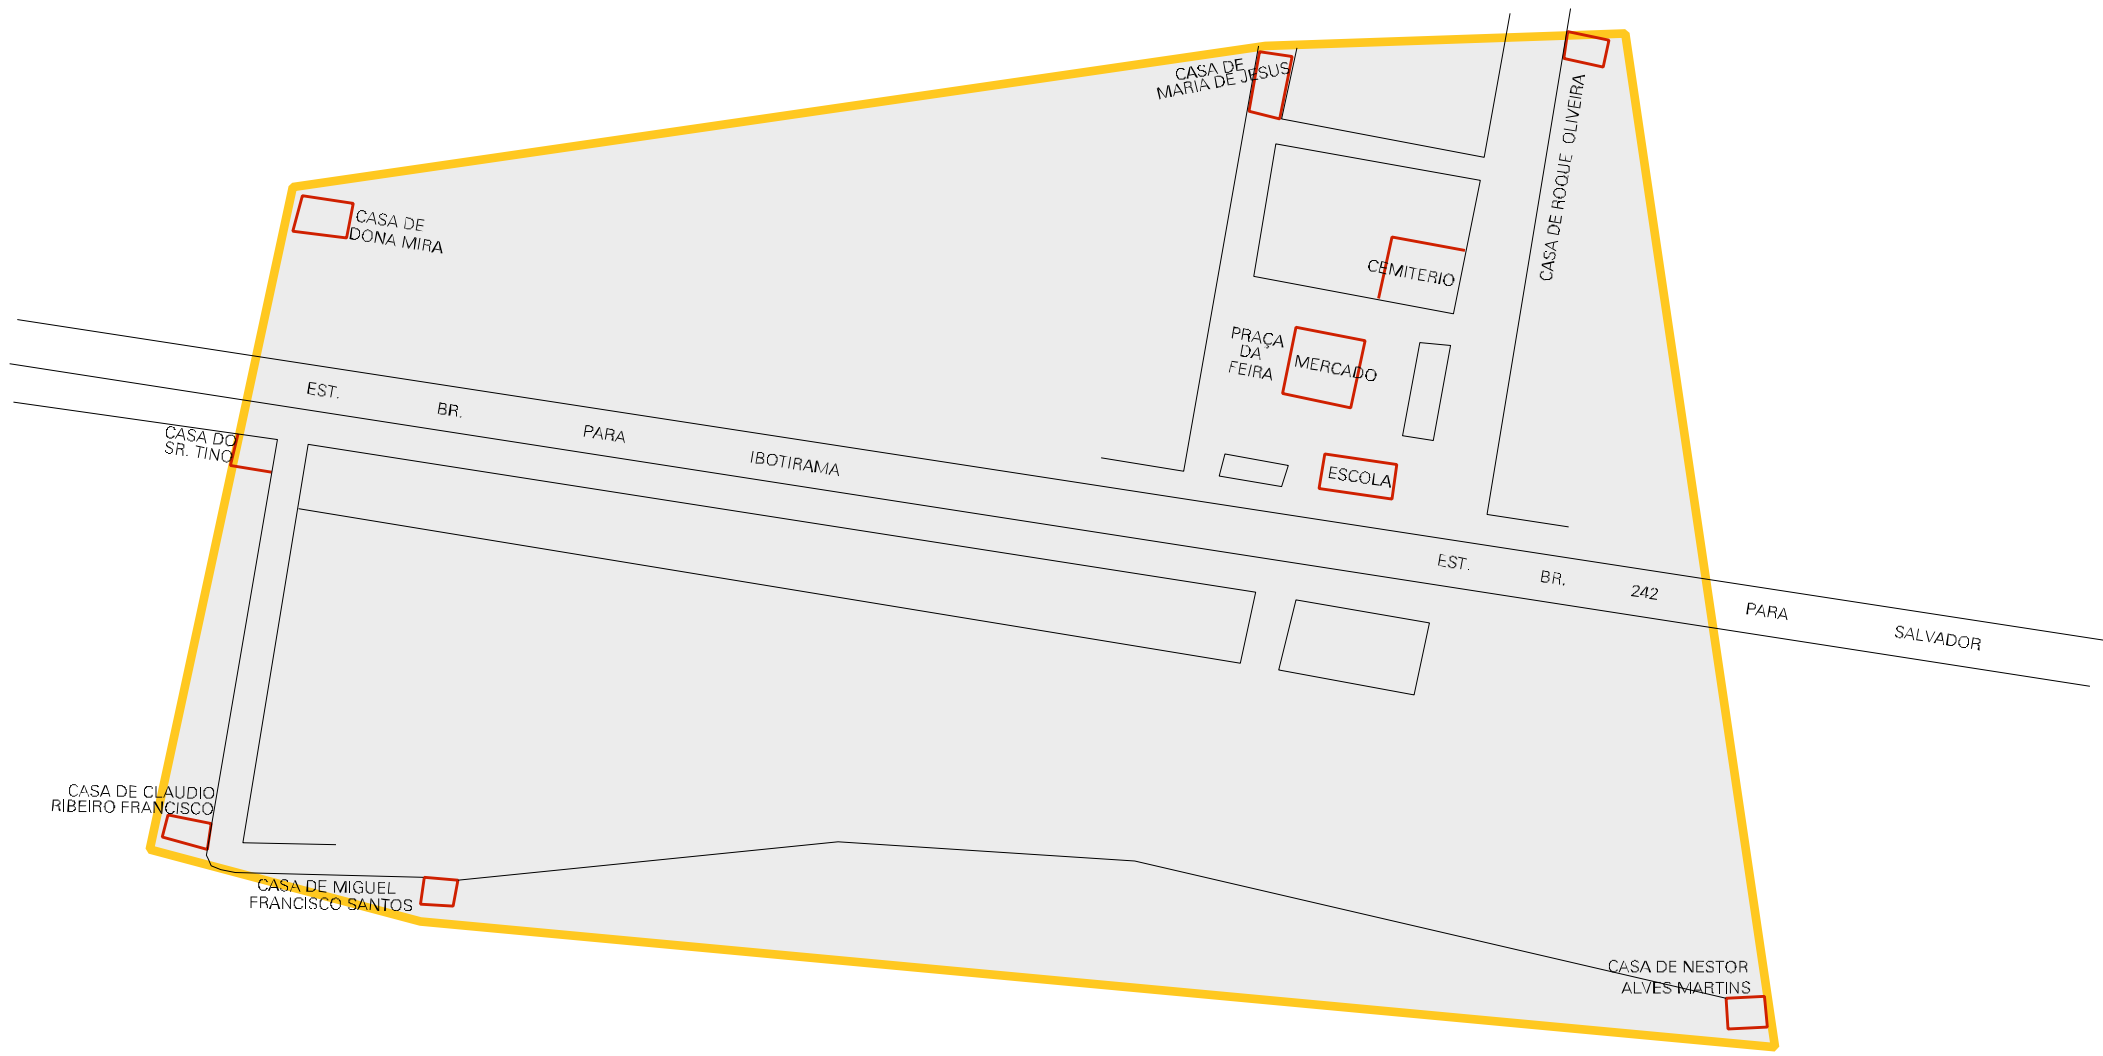 CASA DE
MARIA DE JESUS
CASA DE ROQUE OLIVEIRA
CASA DE
DONA MIRA
CEMITERIO
PRAÇA
DA
FEIRA
MERCADO
EST. BR. PARA IBOTIRAMA
CASA DO
SR. TINO
ESCOLA
EST. BR. 242 PARA SALVADOR
CASA DE CLAUDIO
RIBEIRO FRANCISCO
CASA DE MIGUEL
FRANCISCO SANTOS
CASA DE NESTOR
ALVES MARTINS